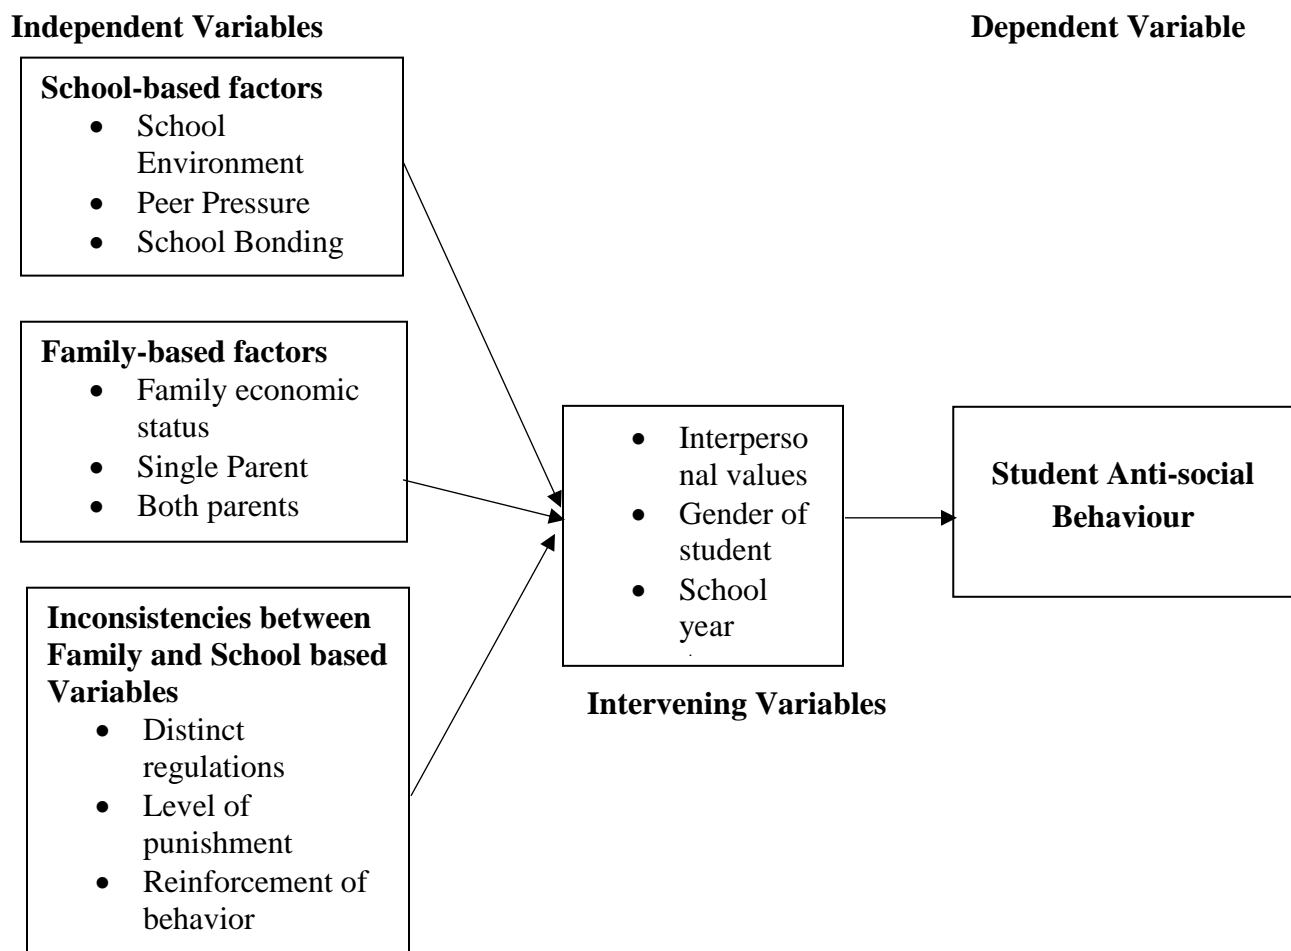 Independent Variables
Dependent Variable
School-based factors
• School
Environment
• Peer Pressure
• School Bonding
Family-based factors
• Family economic
status
• Single Parent
• Both parents
Inconsistencies between
Family and School based
Variables
• Distinct
regulations
• Level of
punishment
• Reinforcement of
behavior
• Interperso
nal values
• Gender of
student
• School
year
Intervening Variables
Student Anti-social
Behaviour